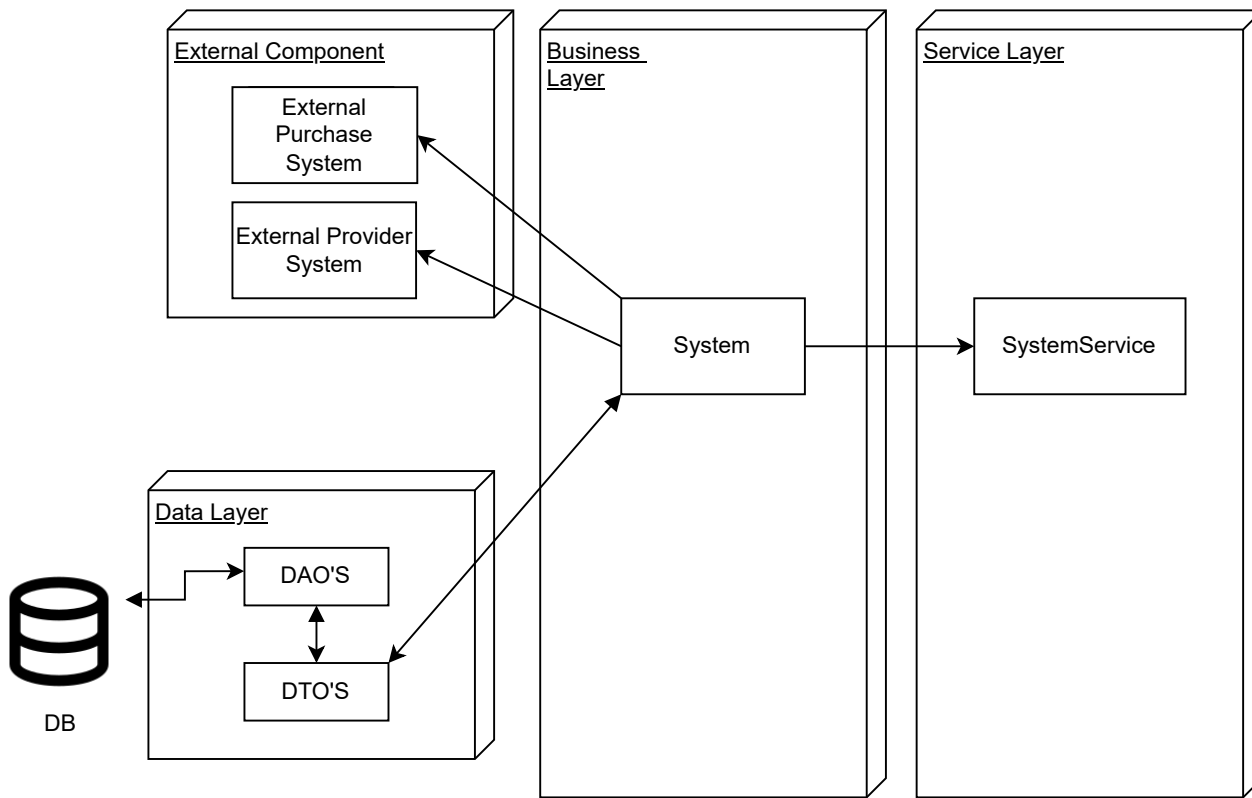 External Component
External
Purchase
System
External Provider
System
Business
Layer
System
Service Layer
SystemService
Data Layer
DAO'S
DTO'S
DB